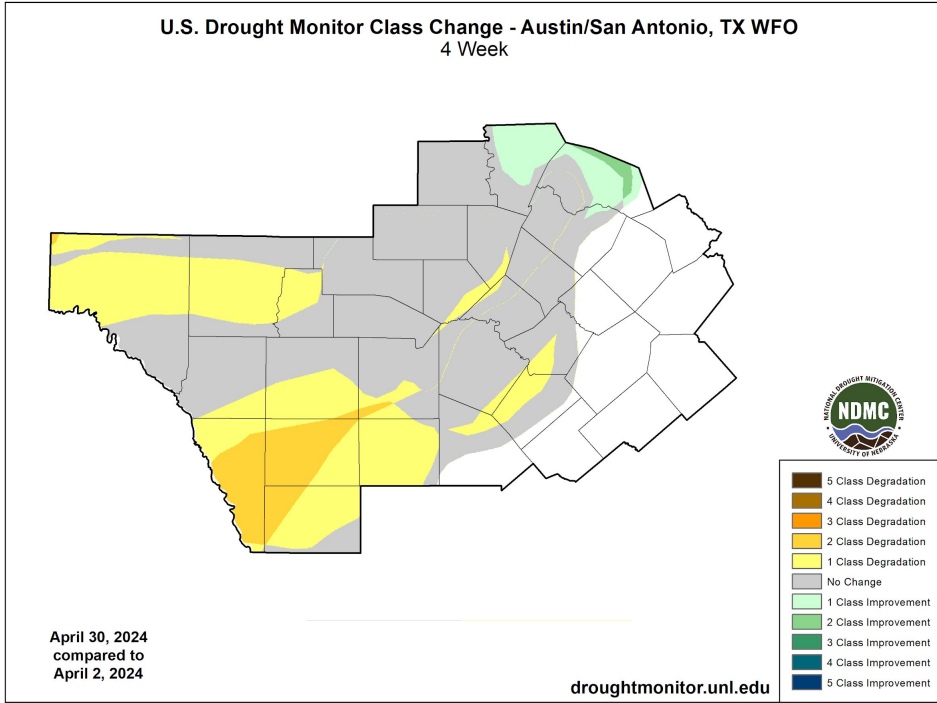 U.S. Drought Monitor Class Change - Austin/San Antonio, TX WFO
4 Week
NATIONAL DROUGHT MITIGATION CENTER
NDMC
UNIVERSITY OF NEBRASKA
5 Class Degradation
4 Class Degradation
3 Class Degradation
2 Class Degradation
1 Class Degradation
No Change
1 Class Improvement
2 Class Improvement
3 Class Improvement
4 Class Improvement
5 Class Improvement
April 30, 2024
compared to
April 2, 2024
droughtmonitor.unl.edu